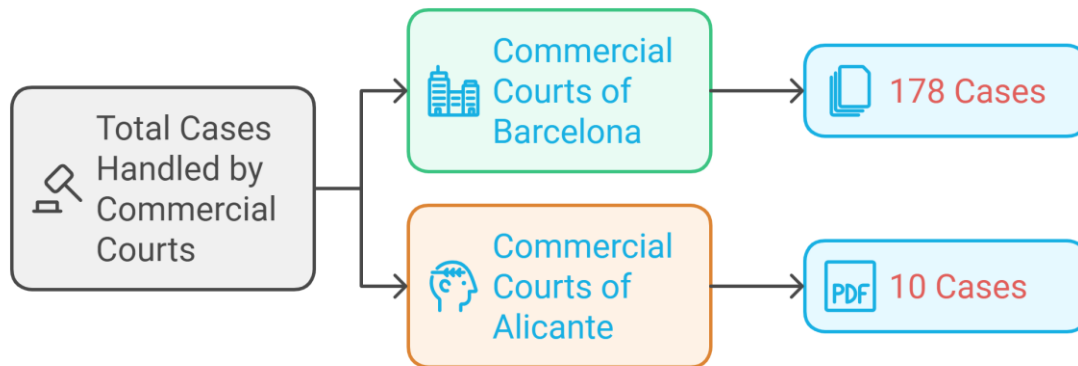 Total Cases
Handled by
Commercial
Courts
Commercial
Courts of
Barcelona
178 Cases
Commercial
Courts of
Alicante
PDF
10 Cases